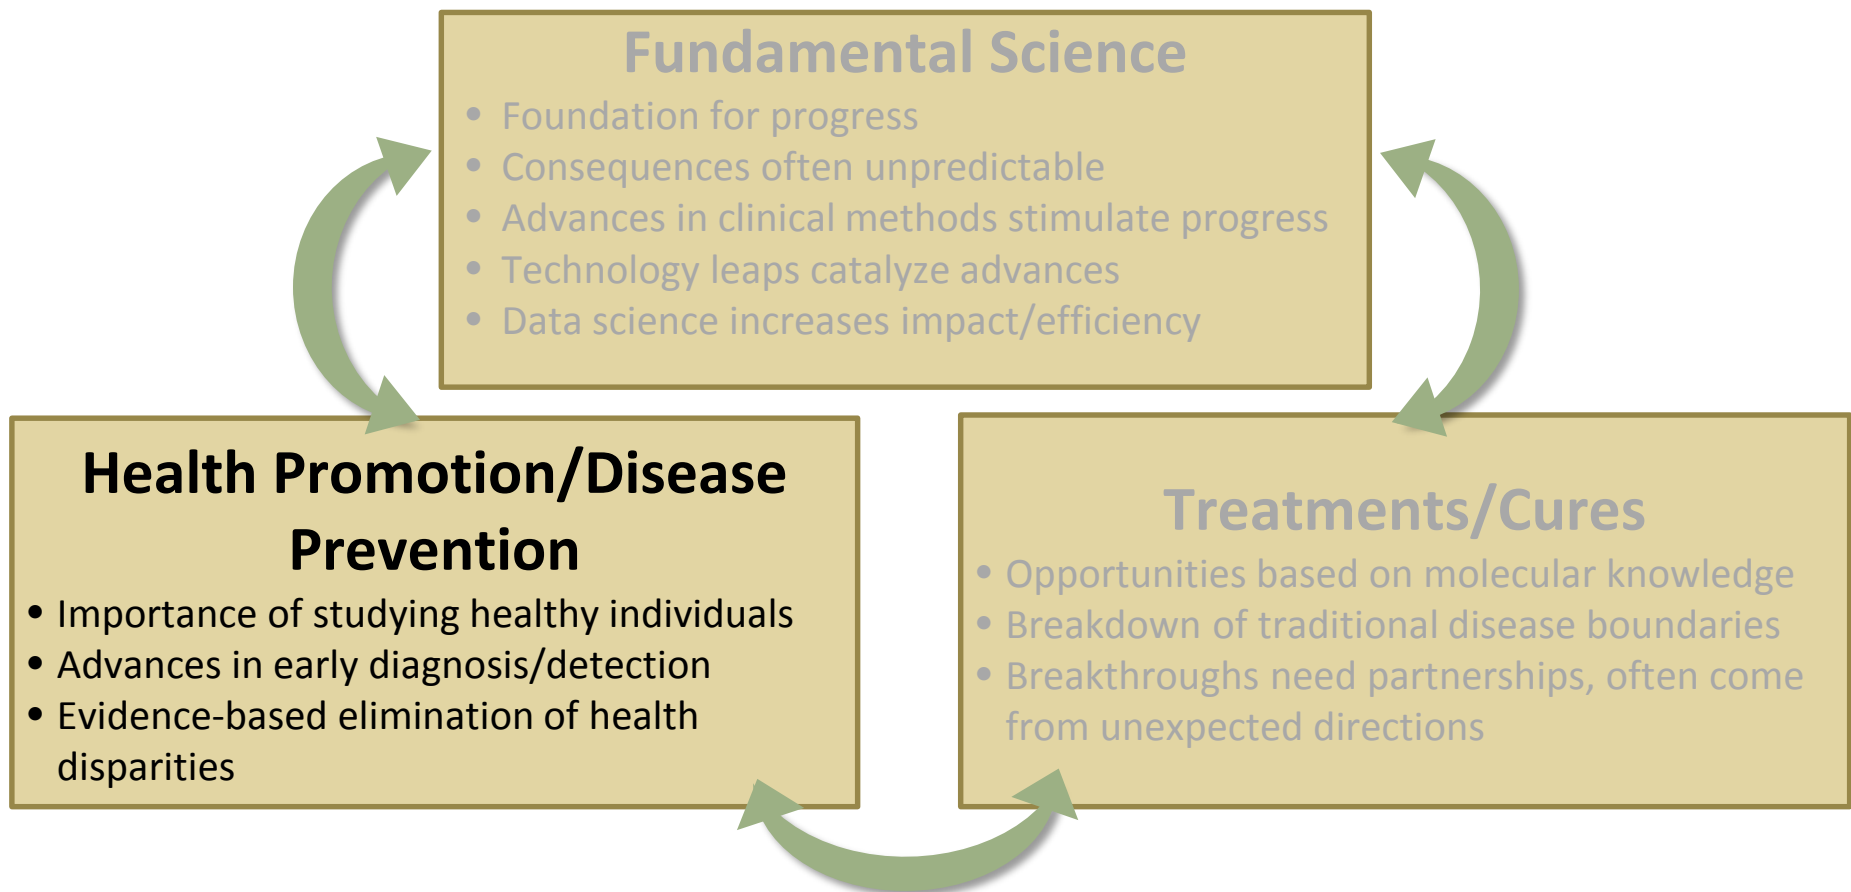 Fundamental Science
• Foundation for progress
• Consequences often unpredictable
• Advances in clinical methods stimulate progress
• Technology leaps catalyze advances
• Data science increases impact/efficiency
Health Promotion/Disease
Prevention
• Importance of studying healthy individuals
• Advances in early diagnosis/detection
• Evidence-based elimination of health
disparities
Treatments/Cures
• Opportunities based on molecular knowledge
• Breakdown of traditional disease boundaries
• Breakthroughs need partnerships, often come
from unexpected directions